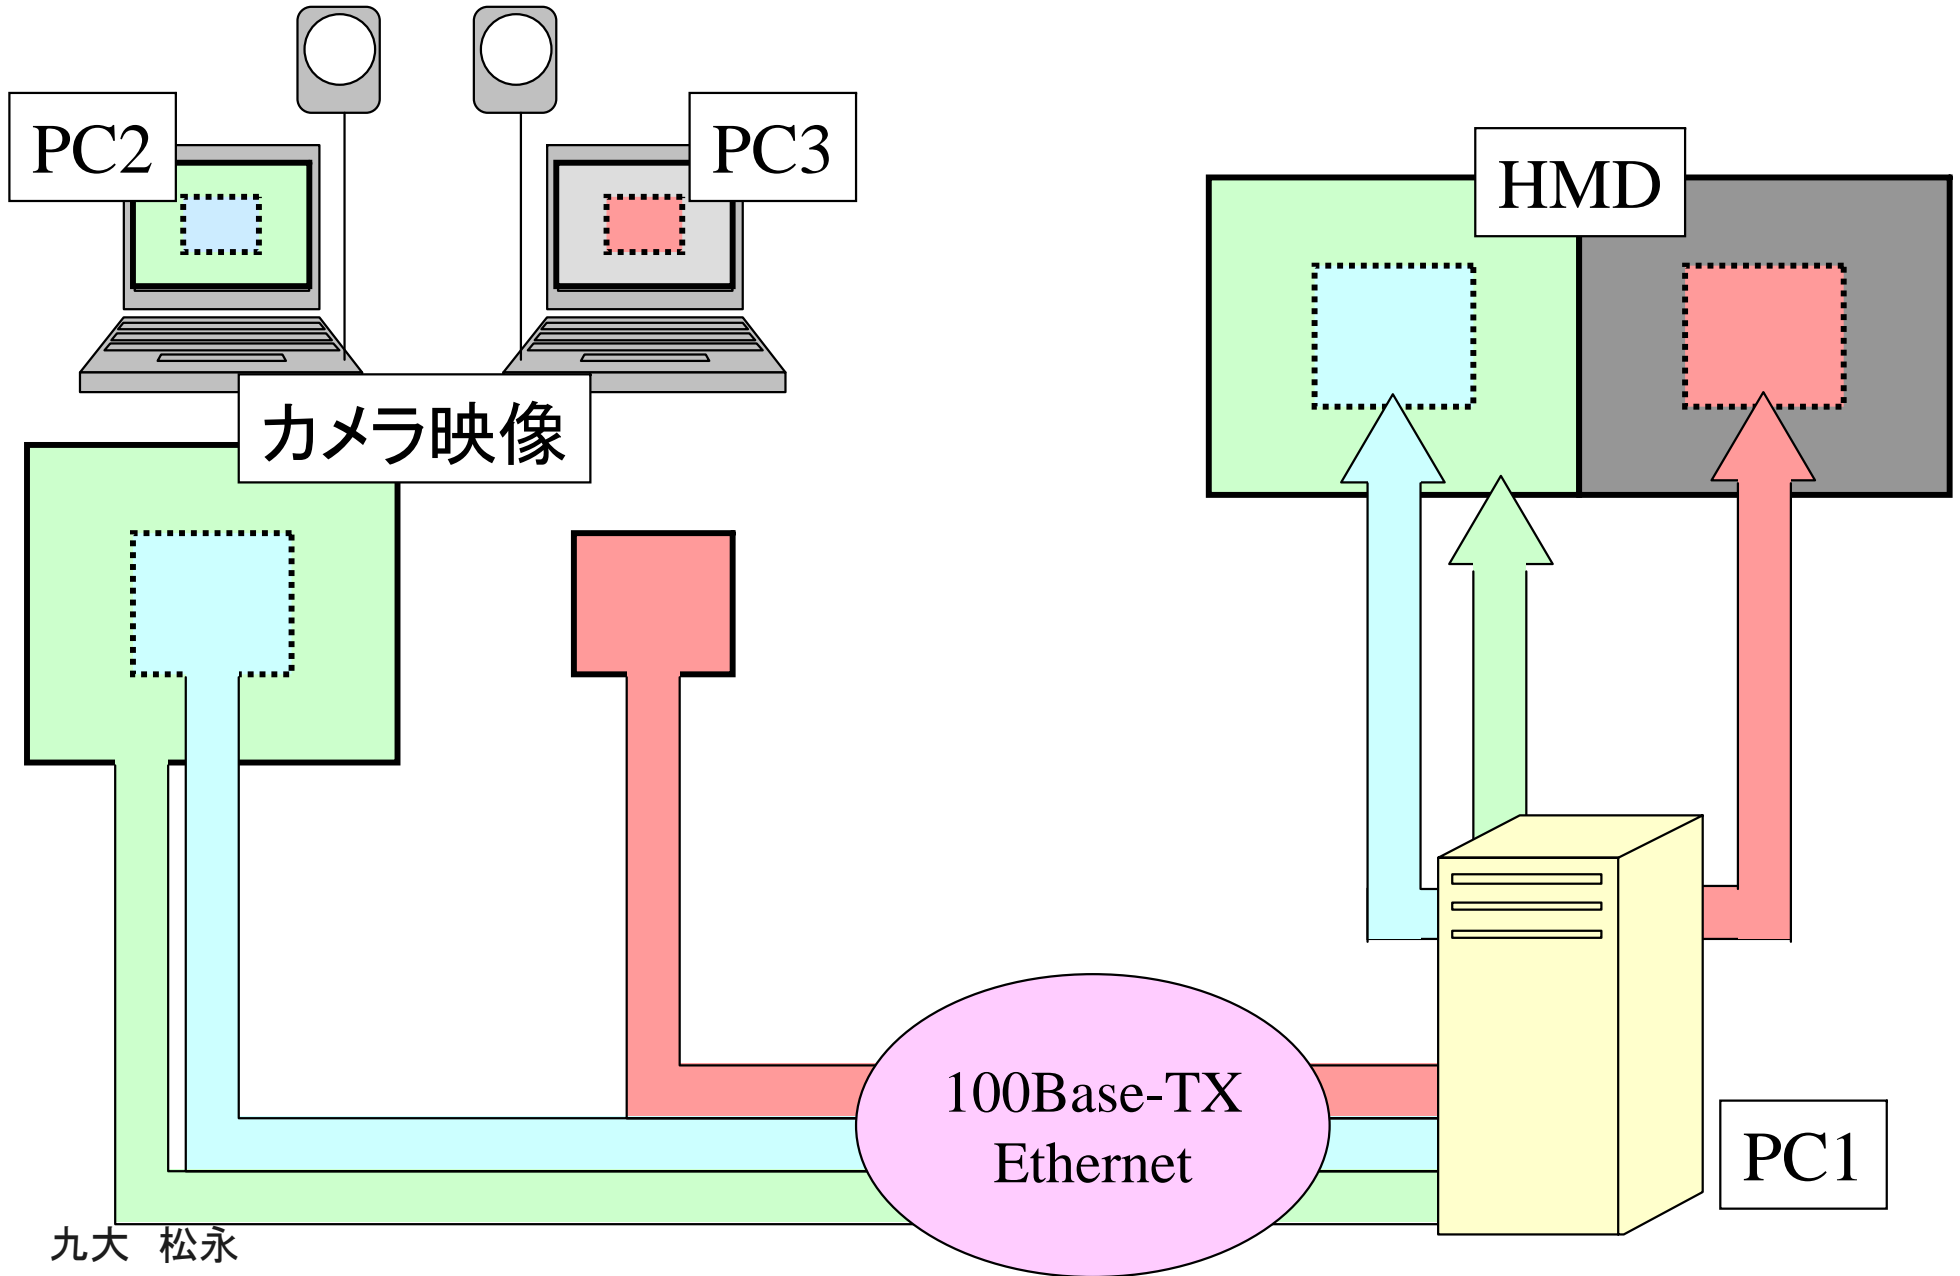 PC2
PC3
HMD
カメラ映像
100Base-TX
Ethernet
PC1
九大　松永